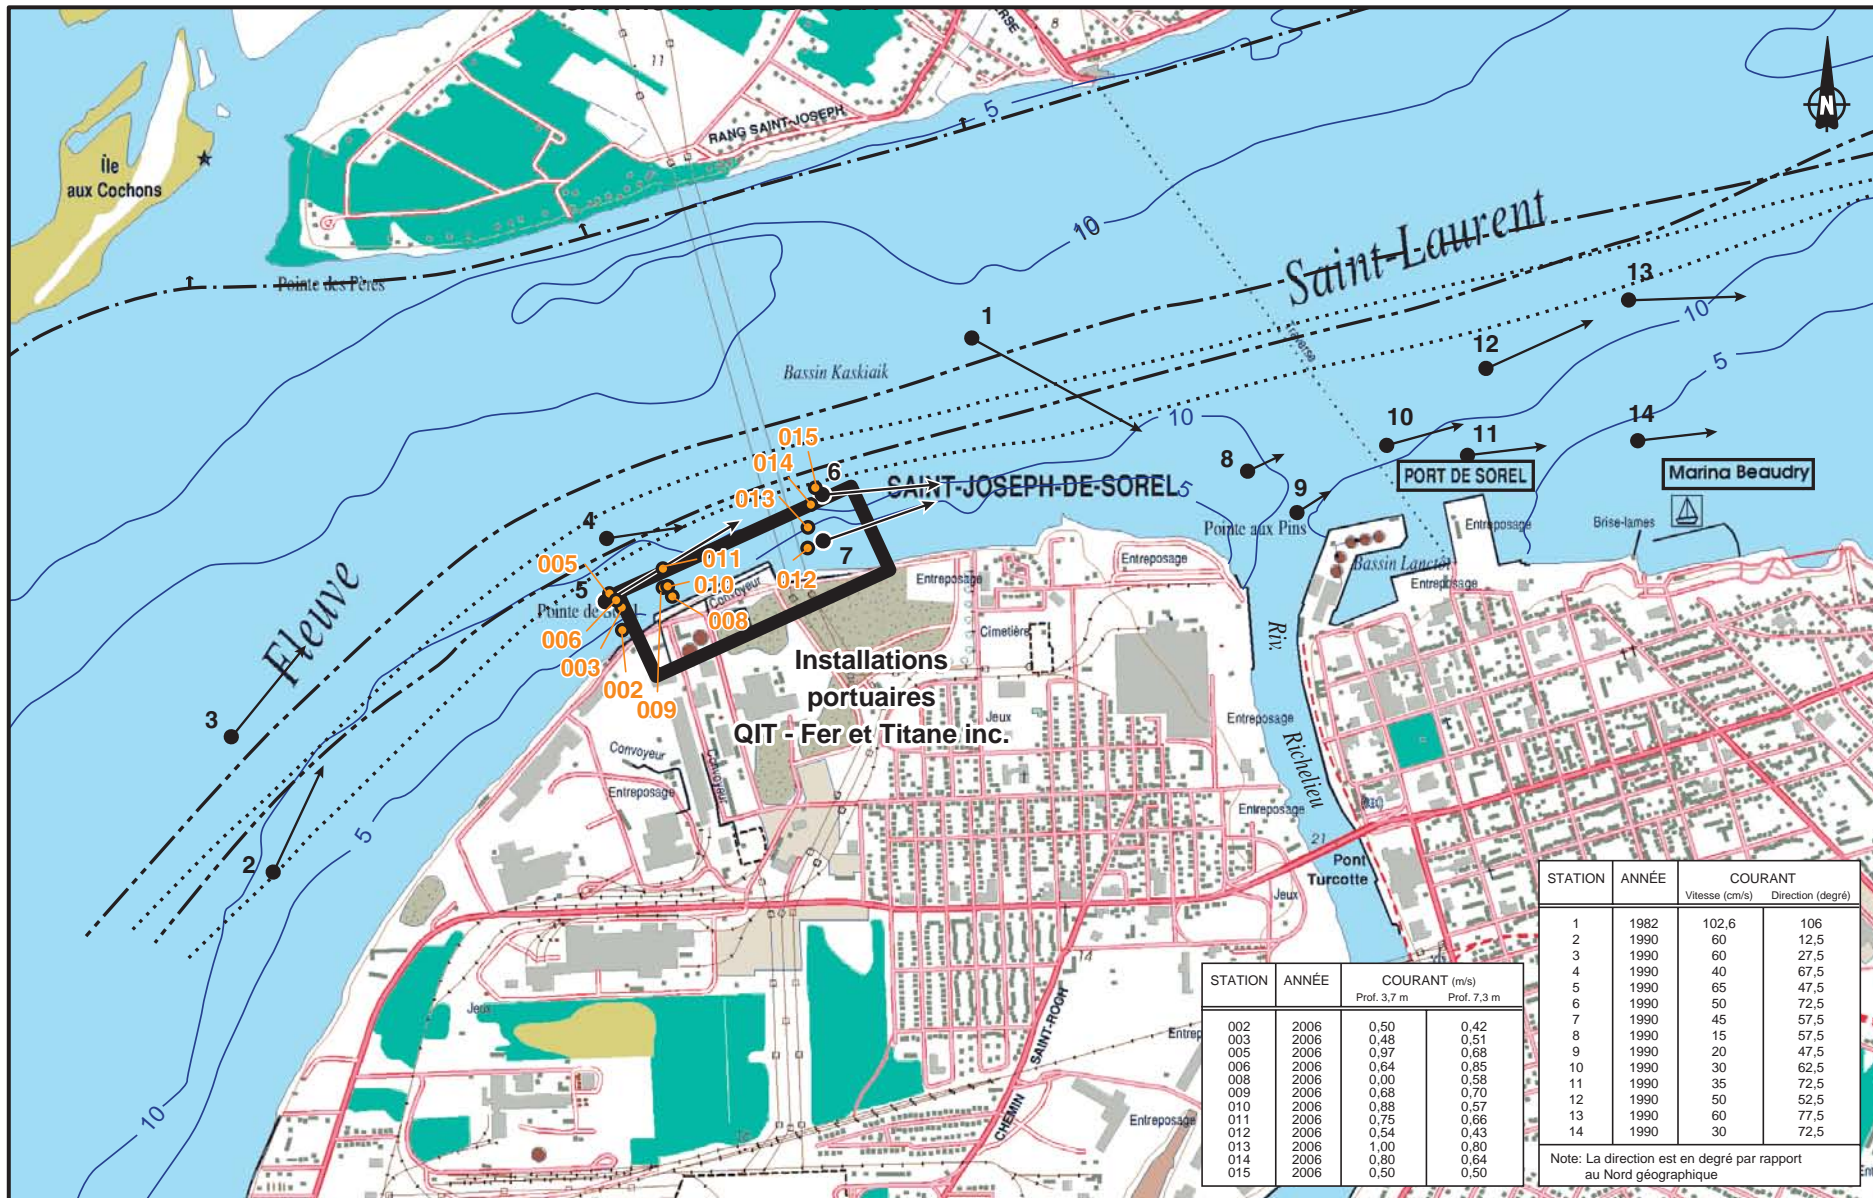 11
8
RSE
RANG SAINT-JOSEPH
5
Île
aux Cochons
N
Pointe des Pères
10
Saint-Laurent
13
10
1
12
5
Traverse
Bassin Kaskiaik
10
14
10
11
8
PORT DE SOREL
Marina Beaudry
015
6
014
SAINT-JOSEPH-DE-SOREL
5
013
9
Pointe aux Pins
Entreposage
Brise-lames
4
7
Entreposage
Bassin Lanctôt
005
011
010
012
Entreposage
Entreposage
Convoyeur
5
Pointe de Sorel
Fleuve
006
008
Cimetière
003
Riv.
002
009
Installations
portuaires
QIT - Fer et Titane inc.
Jeux
Entreposage
3
Convoyeur
Convoyeur
Richelieu
Entreposage
Entreposage
5
21
2
Pont
Turcotte
Jeux
14
Jeux
10
CHEMIN SAINT-ROCH
Entrep
Entreposage
STATION ANNÉE COURANT
Vitesse (cm/s) Direction (degré)
1 1982 102,6 106
2 1990 60 12,5
3 1990 60 27,5
4 1990 40 67,5
5 1990 65 47,5
6 1990 50 72,5
7 1990 45 57,5
8 1990 15 57,5
9 1990 20 47,5
10 1990 30 62,5
11 1990 35 72,5
12 1990 50 52,5
13 1990 60 77,5
14 1990 30 72,5
Note: La direction est en degré par rapport
au Nord géographique
STATION ANNÉE COURANT (m/s)
Prof. 3,7 m Prof. 7,3 m
002 2006 0,50 0,42
003 2006 0,48 0,51
005 2006 0,97 0,68
006 2006 0,64 0,85
008 2006 0,00 0,58
009 2006 0,68 0,70
010 2006 0,88 0,57
011 2006 0,75 0,66
012 2006 0,54 0,43
013 2006 1,00 0,80
014 2006 0,80 0,64
015 2006 0,50 0,50